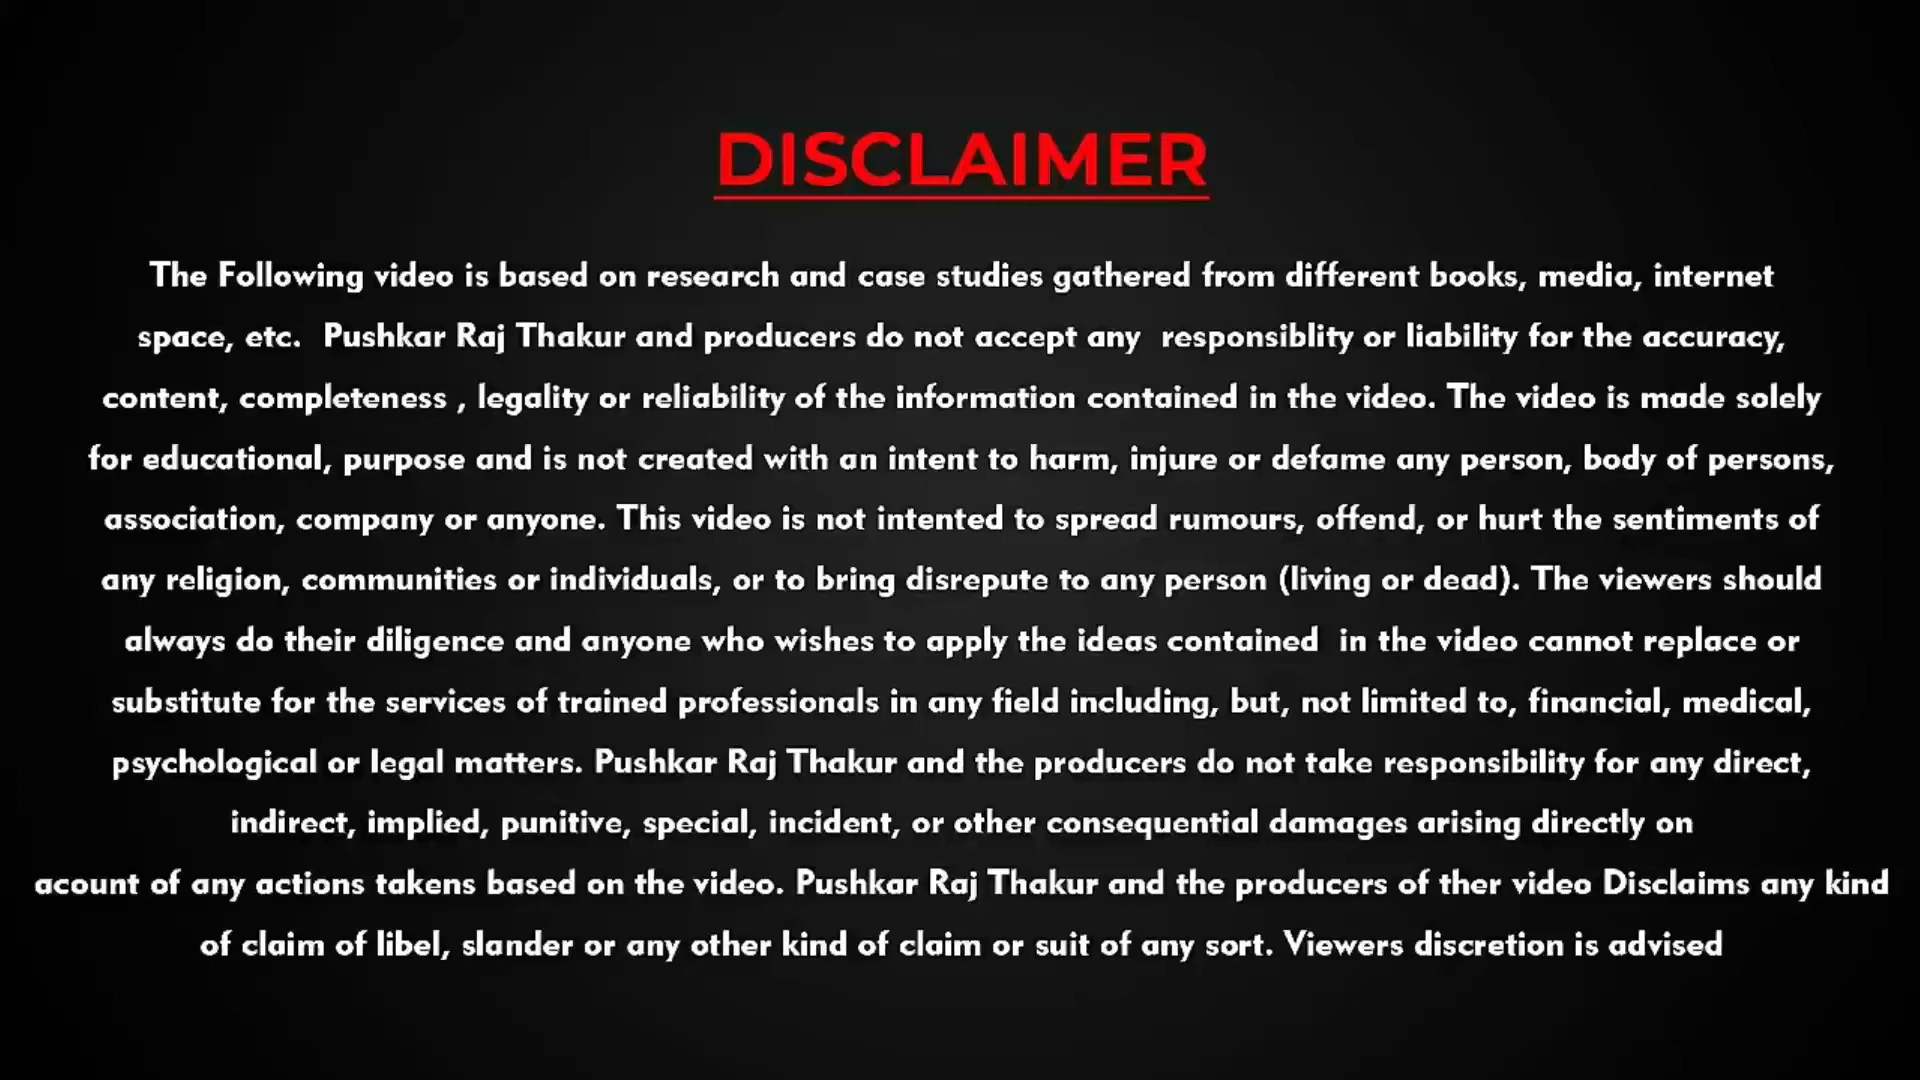 DISCLAIMER
The Following video is based on research and case studies gathered from different books, media, internet
space, etc.  Pushkar Raj Thakur and producers do not accept any  responsiblity or liability for the accuracy,
content, completeness , legality or reliability of the information contained in the video. The video is made solely
for educational, purpose and is not created with an intent to harm, injure or defame any person, body of persons,
association, company or anyone. This video is not intented to spread rumours, offend, or hurt the sentiments of
any religion, communities or individuals, or to bring disrepute to any person (living or dead). The viewers should
always do their diligence and anyone who wishes to apply the ideas contained  in the video cannot replace or
substitute for the services of trained professionals in any field including, but, not limited to, financial, medical,
psychological or legal matters. Pushkar Raj Thakur and the producers do not take responsibility for any direct,
indirect, implied, punitive, special, incident, or other consequential damages arising directly on
acount of any actions takens based on the video. Pushkar Raj Thakur and the producers of ther video Disclaims any kind
of claim of libel, slander or any other kind of claim or suit of any sort. Viewers discretion is advised